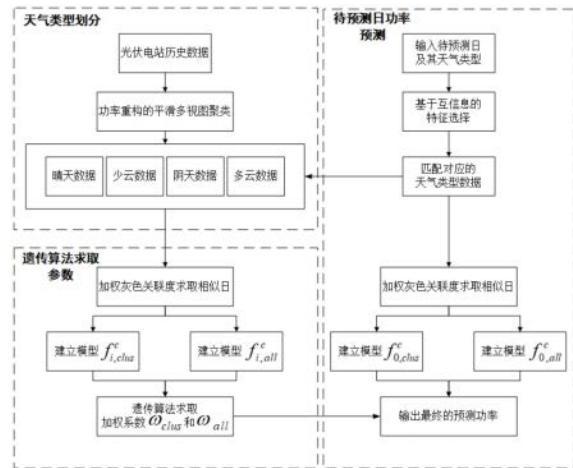 天气类型划分
光伏电站历史数据
功率重构的平滑多视图聚类
晴天数据
少云数据
阴天数据
多云数据
遗传算法求取
参数
加权灰色关联度求取相似日
建立模型 f^c_{i,clus}
建立模型 f^c_{i,all}
遗传算法求取
加权系数 ω_{clus} 和 ω_{all}
待预测日功率
预测
输入待预测日
及其天气类型
基于互信息的
特征选择
匹配对应的
天气类型数据
加权灰色关联度求取相似日
建立模型 f^c_{0,clus}
建立模型 f^c_{0,all}
输出最终的预测功率